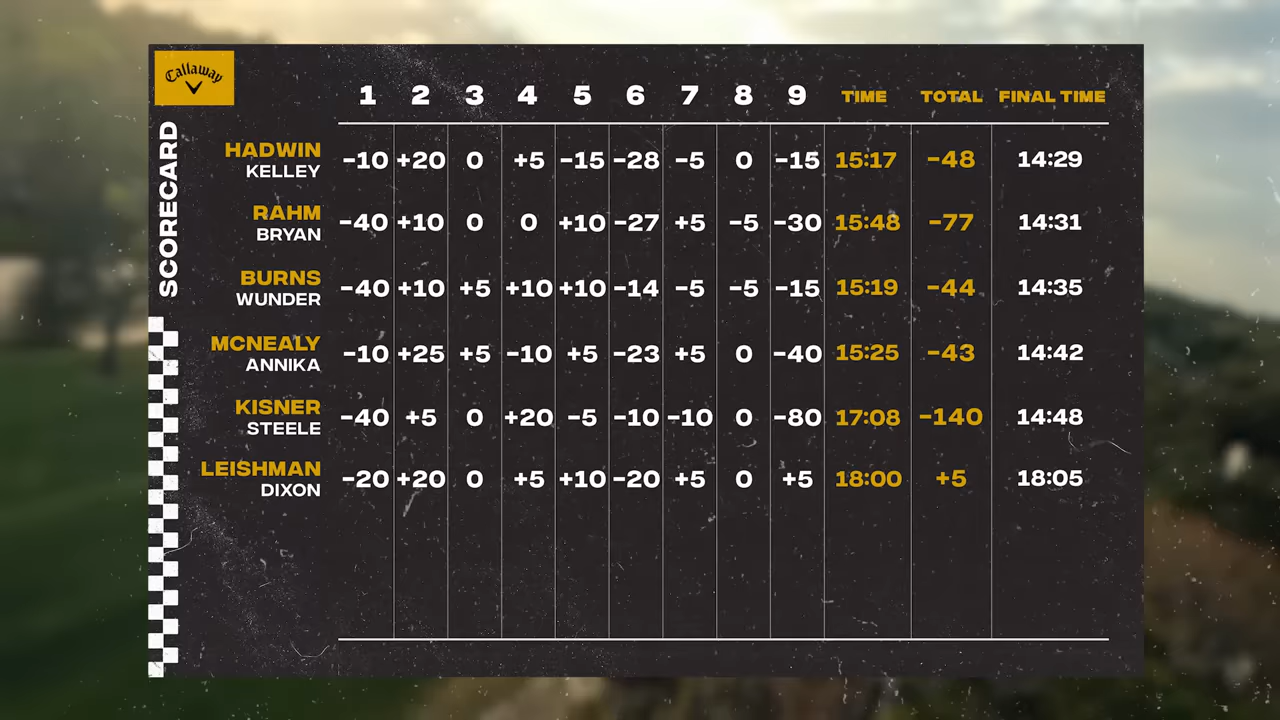 Callaway
SCORECARD
1 2 3 4 5 6 7 8 9 TIME TOTAL FINAL TIME
HADWIN
KELLEY
-10 +20 0 +5 -15 -28 -5 0 -15 15:17 -48 14:29
RAHM
BRYAN
-40 +10 0 0 +10 -27 +5 -5 -30 15:48 -77 14:31
BURNS
WUNDER
-40 +10 +5 +10 +10 -14 -5 -5 -15 15:19 -44 14:35
MCNEALY
ANNIKA
-10 +25 +5 -10 +5 -23 +5 0 -40 15:25 -43 14:42
KISNER
STEELE
-40 +5 0 +20 -5 -10 -10 0 -80 17:08 -140 14:48
LEISHMAN
DIXON
-20 +20 0 +5 +10 -20 +5 0 +5 18:00 +5 18:05